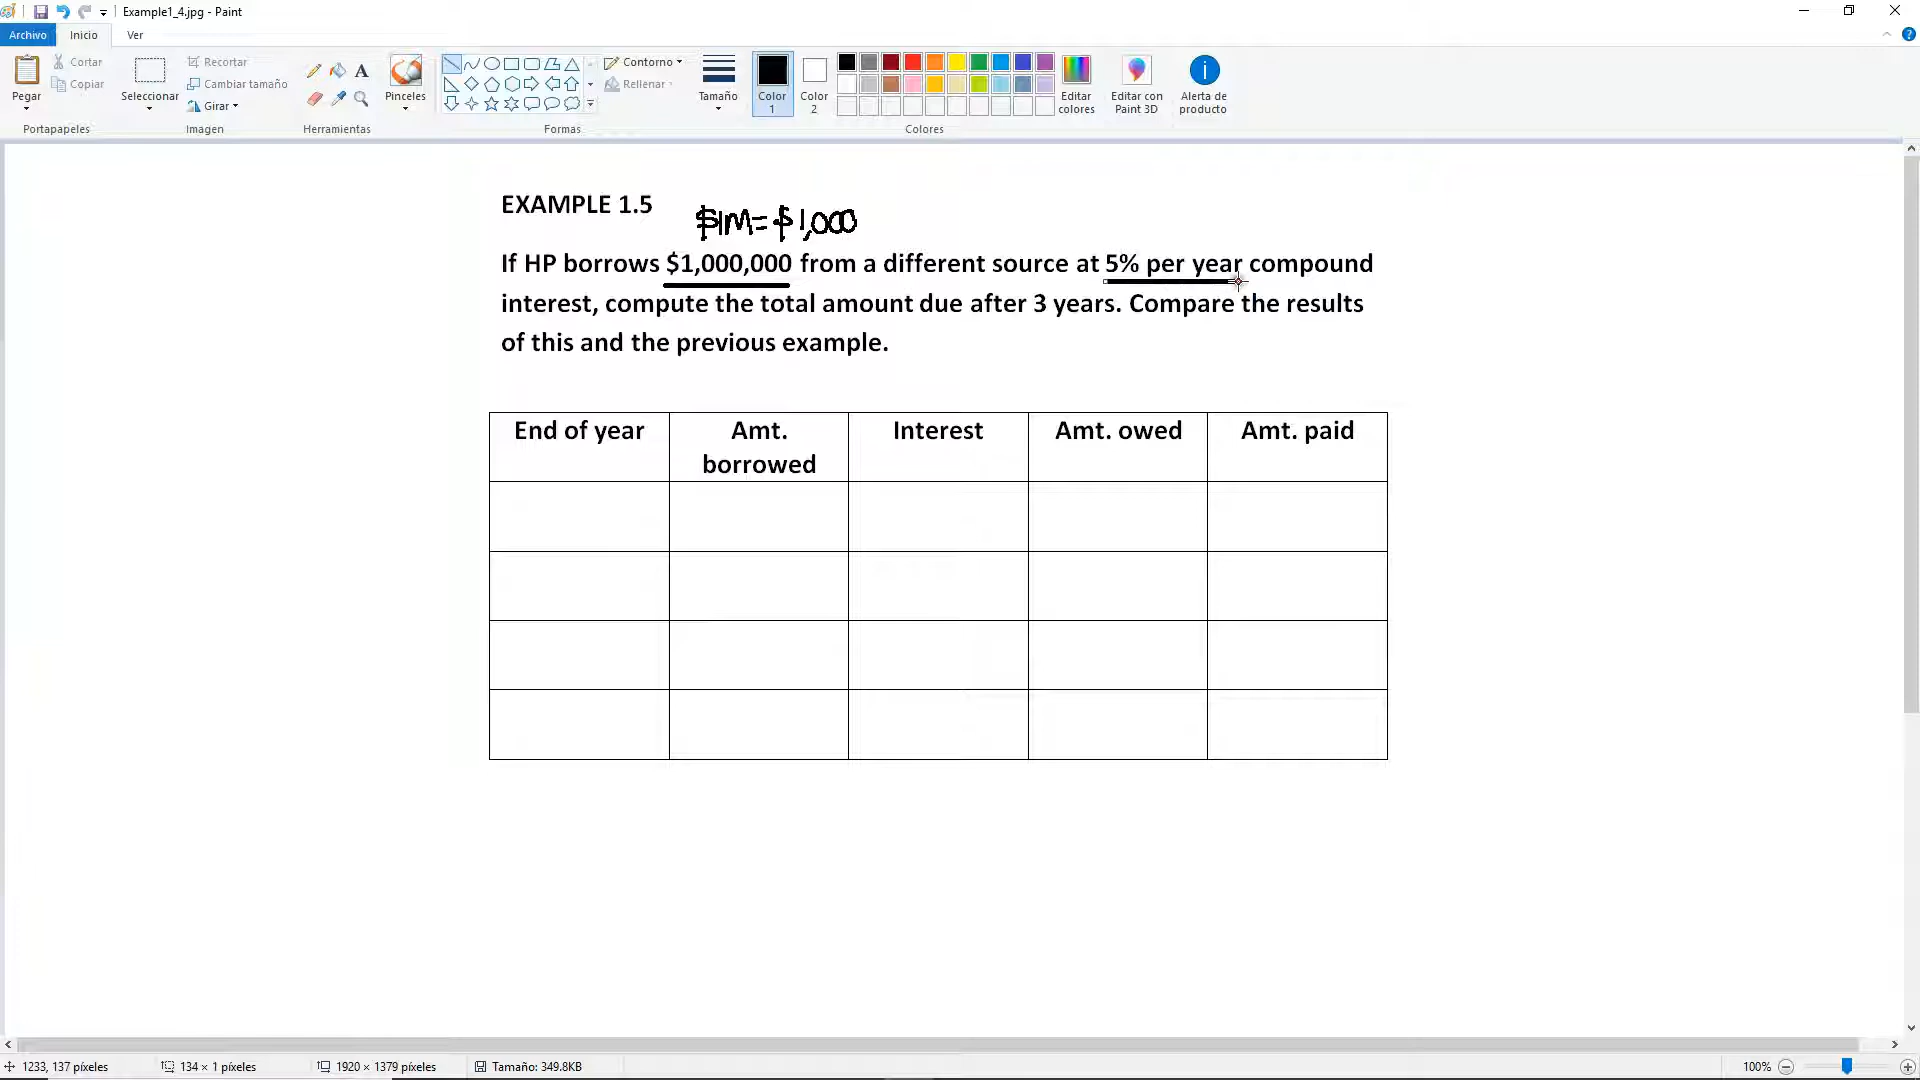 Example1_4.jpg - Paint
Archivo Inicio Ver
Pegar
Cortar
Copiar
Portapapeles
Seleccionar
Recortar
Cambiar tamaño
Girar
Imagen
A
Herramientas
Pinceles
Contorno
Rellenar
Formas
Tamaño
Color 1
Color 2
Editar colores
Editar con Paint 3D
Alerta de producto
Colores
EXAMPLE 1.5
$1M=$1,000
If HP borrows $1,000,000 from a different source at 5% per year compound
interest, compute the total amount due after 3 years. Compare the results
of this and the previous example.
End of year Amt. borrowed Interest Amt. owed Amt. paid
1233, 137 píxeles 134 × 1 píxeles 1920 × 1379 píxeles Tamaño: 349.8KB 100%